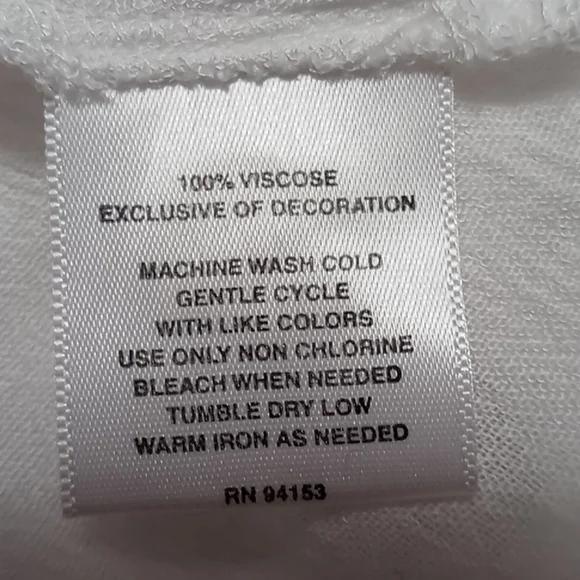 100% VISCOSE
EXCLUSIVE OF DECORATION
MACHINE WASH COLD
GENTLE CYCLE
WITH LIKE COLORS
USE ONLY NON CHLORINE
BLEACH WHEN NEEDED
TUMBLE DRY LOW
WARM IRON AS NEEDED
RN 94153